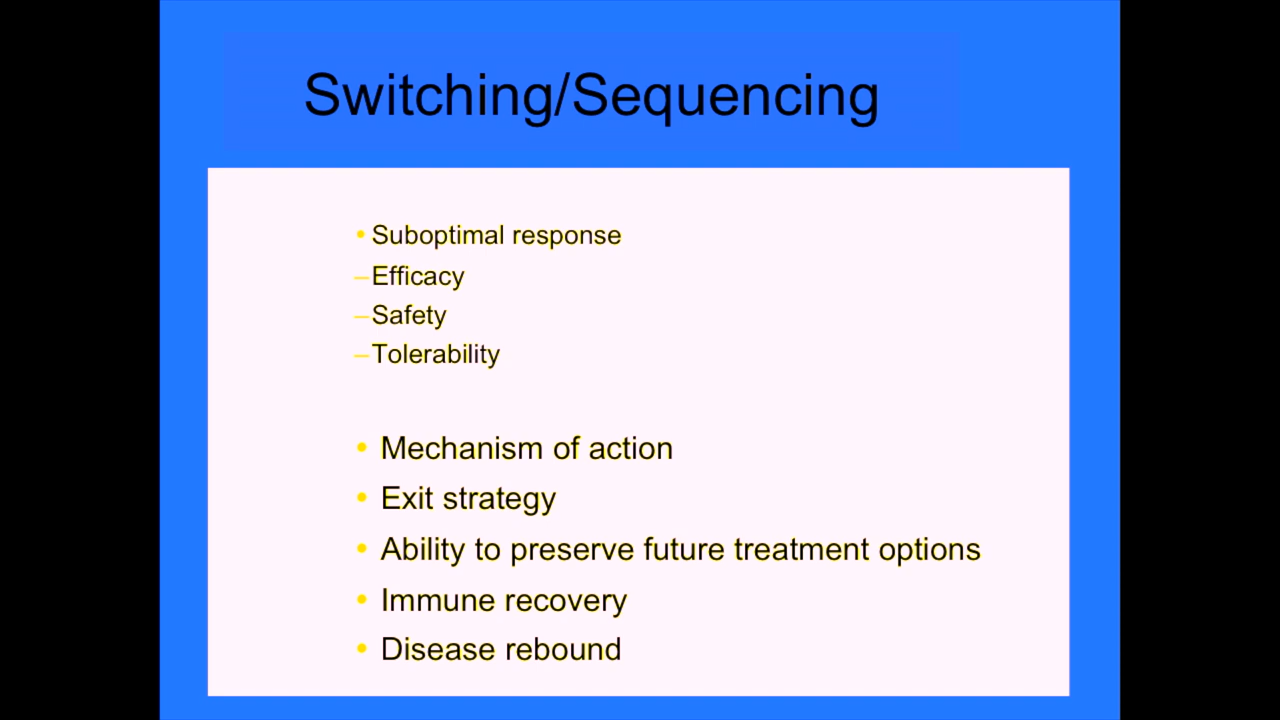 Switching/Sequencing
• Suboptimal response
–Efficacy
–Safety
–Tolerability
• Mechanism of action
• Exit strategy
• Ability to preserve future treatment options
• Immune recovery
• Disease rebound